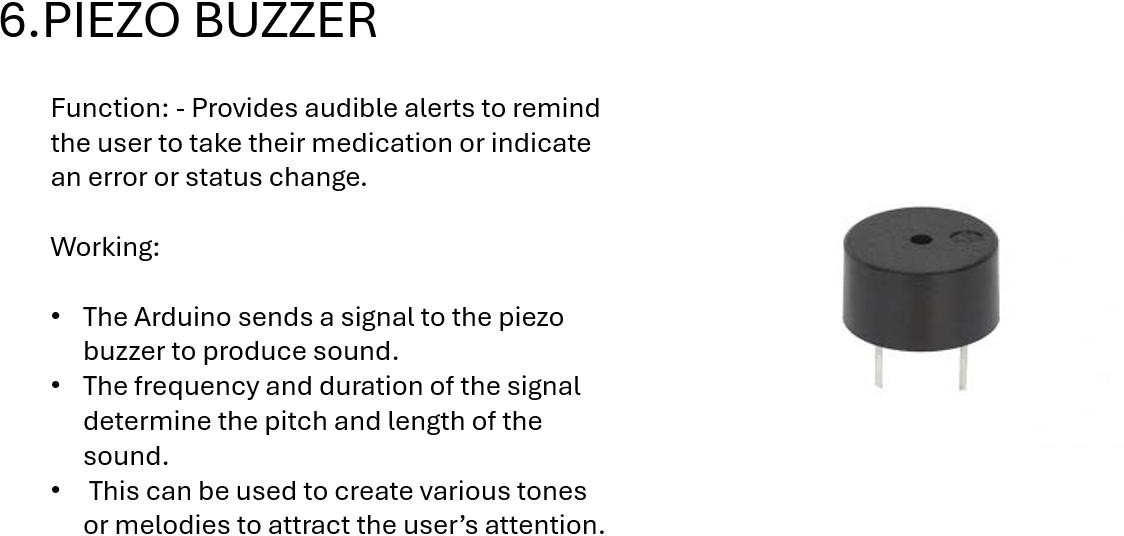 6.PIEZO BUZZER
Function: - Provides audible alerts to remind
the user to take their medication or indicate
an error or status change.
Working:
• The Arduino sends a signal to the piezo
buzzer to produce sound.
• The frequency and duration of the signal
determine the pitch and length of the
sound.
• This can be used to create various tones
or melodies to attract the user’s attention.